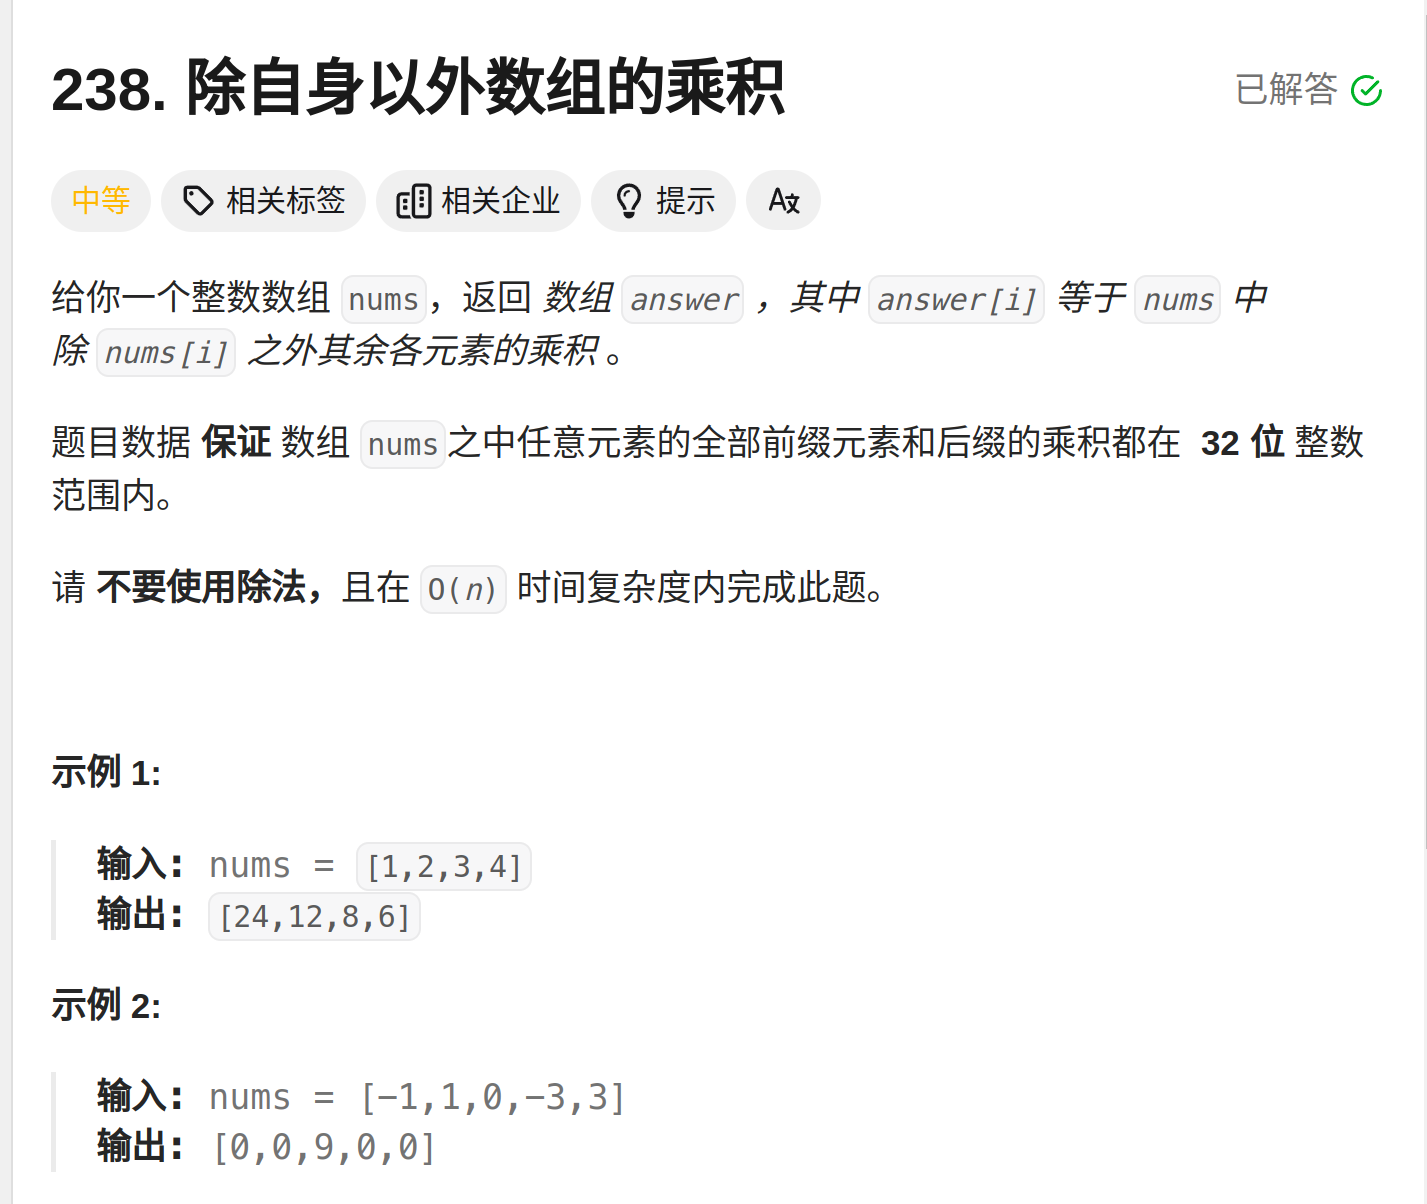 238. 除自身以外数组的乘积
已解答
中等 相关标签 相关企业 提示
给你一个整数数组 nums，返回 数组 answer ，其中 answer[i] 等于 nums 中
除 nums[i] 之外其余各元素的乘积 。
题目数据 保证 数组 nums之中任意元素的全部前缀元素和后缀的乘积都在 32 位 整数
范围内。
请 不要使用除法，且在 O(n) 时间复杂度内完成此题。
示例 1:
输入: nums = [1,2,3,4]
输出: [24,12,8,6]
示例 2:
输入: nums = [-1,1,0,-3,3]
输出: [0,0,9,0,0]